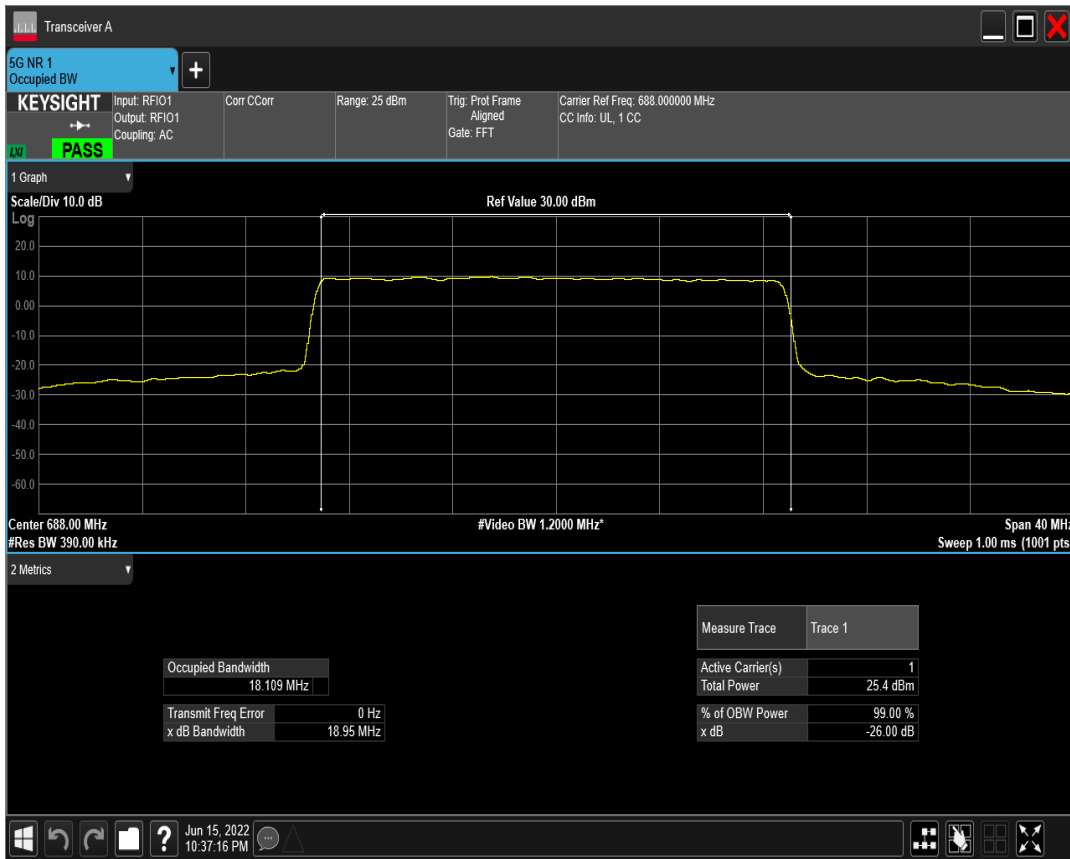 Transceiver A
5G NR 1
Occupied BW
KEYSIGHT
LXI
PASS
Input: RFIO1
Output: RFIO1
Coupling: AC
Corr CCorr
Range: 25 dBm
Trig: Prot Frame
Aligned
Gate: FFT
Carrier Ref Freq: 688.000000 MHz
CC Info: UL, 1 CC
1 Graph
Scale/Div 10.0 dB
Ref Value 30.00 dBm
Log
20.0
10.0
0.00
-10.0
-20.0
-30.0
-40.0
-50.0
-60.0
Center 688.00 MHz
#Video BW 1.2000 MHz*
Span 40 MHz
#Res BW 390.00 kHz
Sweep 1.00 ms (1001 pts
2 Metrics
Measure Trace Trace 1
Occupied Bandwidth
18.109 MHz
Active Carrier(s) 1
Total Power 25.4 dBm
Transmit Freq Error 0 Hz
x dB Bandwidth 18.95 MHz
% of OBW Power 99.00 %
x dB -26.00 dB
?
Jun 15, 2022
10:37:16 PM